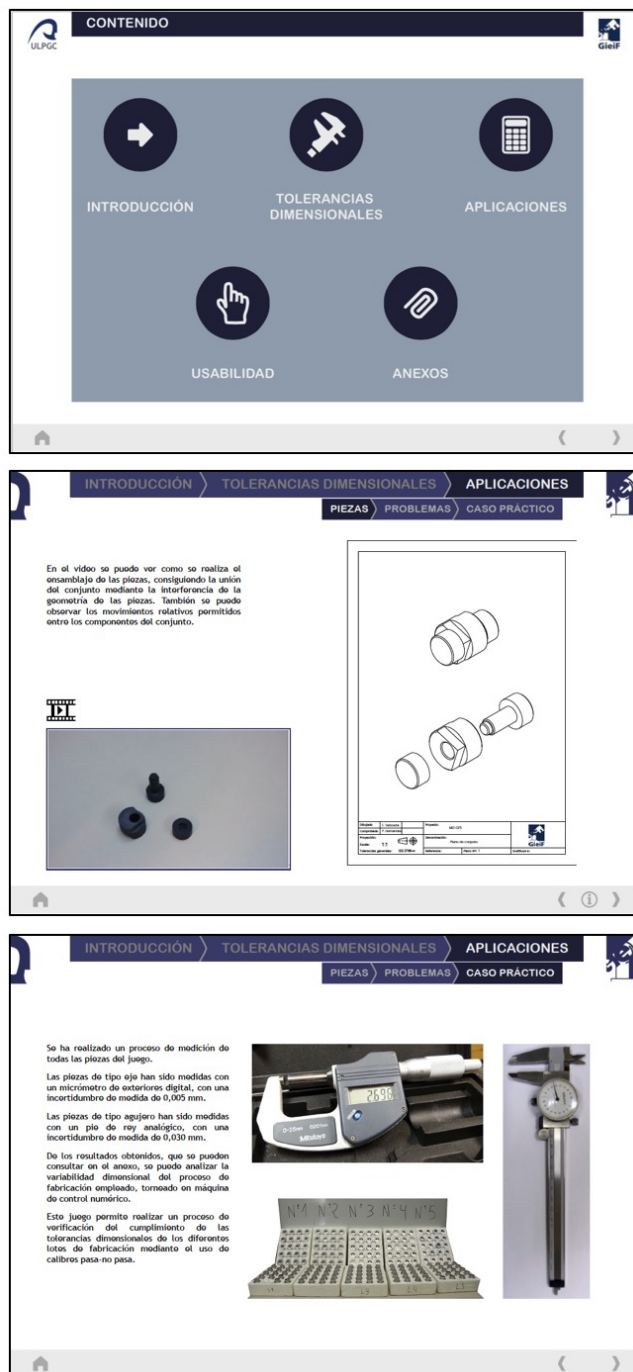 CONTENIDO
ULPGC
GieiF
INTRODUCCIÓN
TOLERANCIAS
DIMENSIONALES
APLICACIONES
USABILIDAD
ANEXOS
INTRODUCCIÓN
TOLERANCIAS DIMENSIONALES
APLICACIONES
PIEZAS
PROBLEMAS
CASO PRÁCTICO
En el video se puede ver como se realiza el
ensamblaje de las piezas, consiguiendo la unión
del conjunto mediante la interferencia de la
geometría de las piezas. También se puede
observar los movimientos relativos permitidos
entre los componentes del conjunto.
1:1
GieiF
INTRODUCCIÓN
TOLERANCIAS DIMENSIONALES
APLICACIONES
PIEZAS
PROBLEMAS
CASO PRÁCTICO
Se ha realizado un proceso de medición de
todas las piezas del juego.
Las piezas de tipo eje han sido medidas con
un micrómetro de exteriores digital, con una
incertidumbre de medida de 0,005 mm.
Las piezas de tipo agujero han sido medidas
con un pie de rey analógico, con una
incertidumbre de medida de 0,030 mm.
De los resultados obtenidos, que se pueden
consultar en el anexo, se puede analizar la
variabilidad dimensional del proceso de
fabricación empleado, torneado en máquina
de control numérico.
Este juego permite realizar un proceso de
verificación del cumplimiento de las
tolerancias dimensionales de los diferentes
lotes de fabricación mediante el uso de
calibres pasa-no pasa.
0-25mm
Mitutoyo
Nº1 Nº2 Nº3 Nº4 Nº5